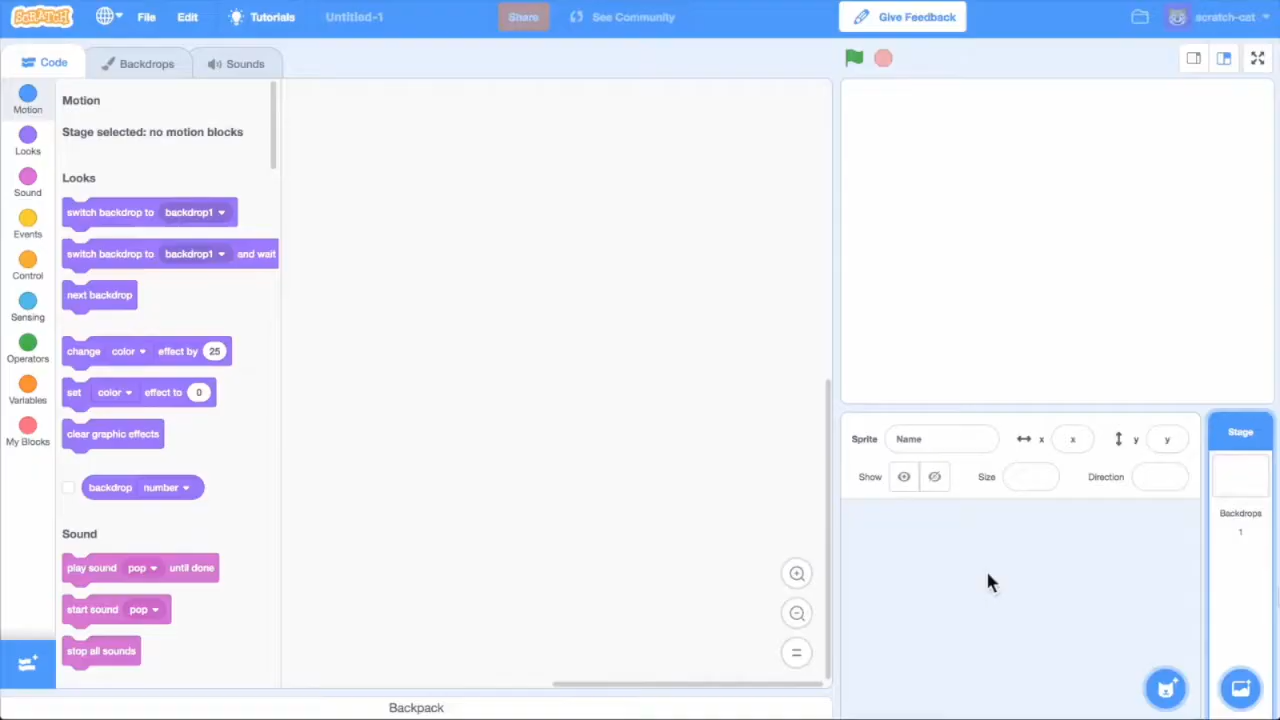 SCRATCH File Edit Tutorials Untitled-1 Share See Community Give Feedback scratch-cat
Code Backdrops Sounds
Motion
Looks
Sound
Events
Control
Sensing
Operators
Variables
My Blocks
Motion
Stage selected: no motion blocks
Looks
switch backdrop to backdrop1
switch backdrop to backdrop1 and wait
next backdrop
change color effect by 25
set color effect to 0
clear graphic effects
backdrop number
Sound
play sound pop until done
start sound pop
stop all sounds
Sprite Name x x y y
Show Size Direction
Stage
Backdrops
1
Backpack